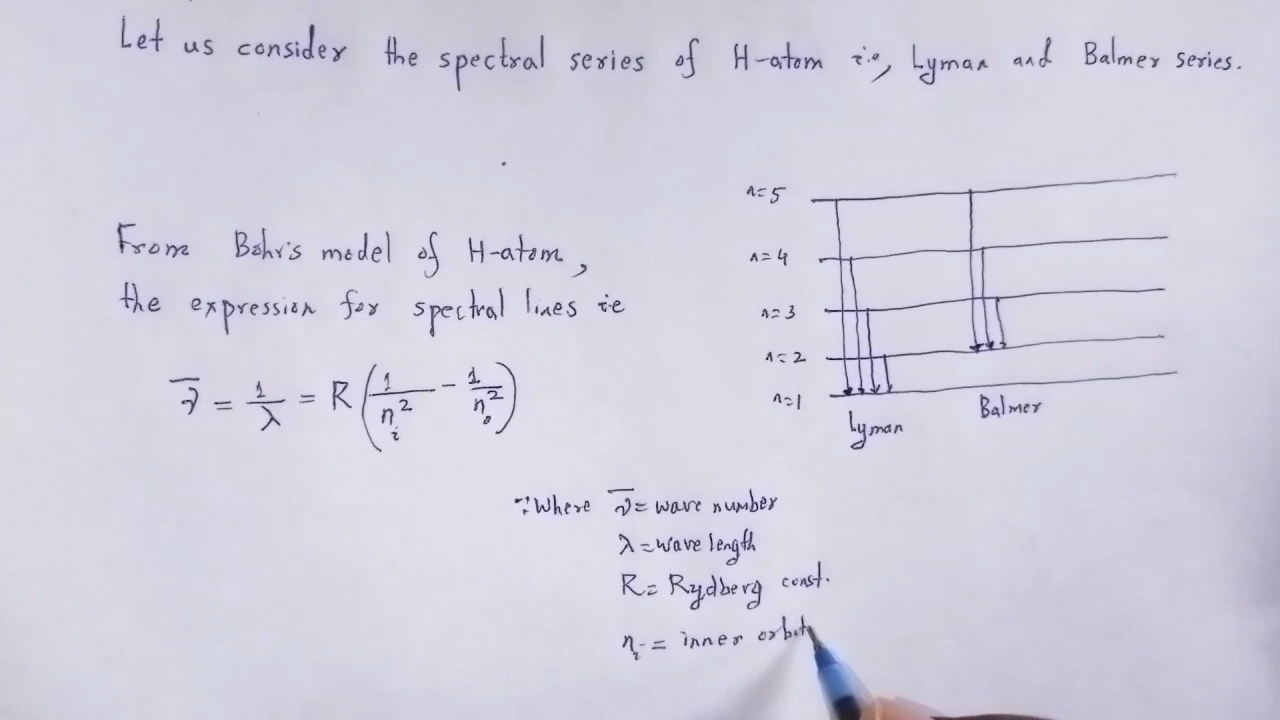 Let us consider the spectral series of H-atom i.e, Lyman and Balmer series.
From Bohr's model of H-atom,
the expression for spectral lines i.e
ν̅ = 1/λ = R(1/nᵢ² - 1/n₀²)
n=5
n=4
n=3
n=2
n=1
Lyman
Balmer
∵ Where ν̅ = wave number
λ = wave length
R = Rydberg const.
nᵢ = inner orbit